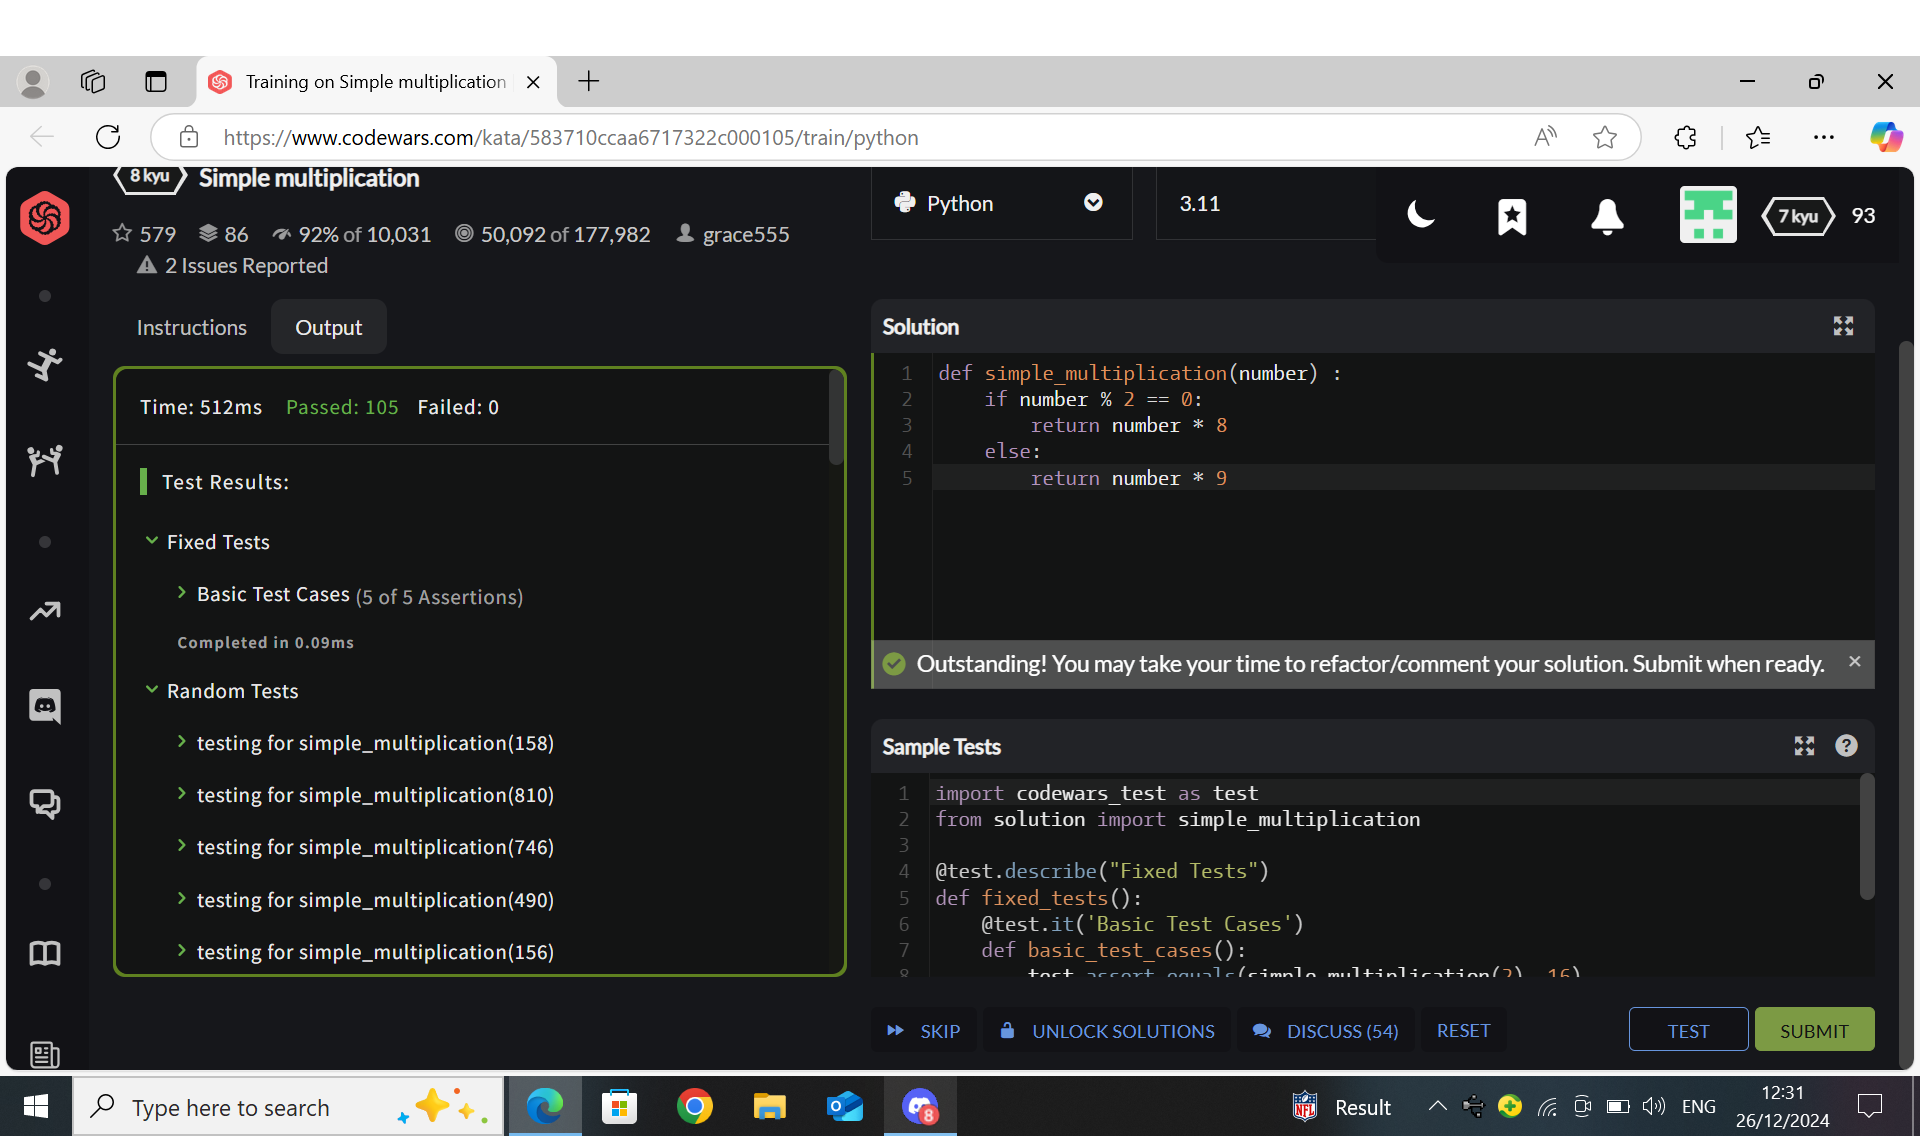 Training on Simple multiplication
https://www.codewars.com/kata/583710ccaa6717322c000105/train/python
8 kyu Simple multiplication
579 86 92% of 10,031 50,092 of 177,982 grace555
2 Issues Reported
Python 3.11
7 kyu 93
Instructions Output
Time: 512ms Passed: 105 Failed: 0
Test Results:
Fixed Tests
Basic Test Cases (5 of 5 Assertions)
Completed in 0.09ms
Random Tests
testing for simple_multiplication(158)
testing for simple_multiplication(810)
testing for simple_multiplication(746)
testing for simple_multiplication(490)
testing for simple_multiplication(156)
Solution
1 def simple_multiplication(number) :
2 if number % 2 == 0:
3 return number * 8
4 else:
5 return number * 9
Outstanding! You may take your time to refactor/comment your solution. Submit when ready.
Sample Tests
1 import codewars_test as test
2 from solution import simple_multiplication
3
4 @test.describe("Fixed Tests")
5 def fixed_tests():
6 @test.it('Basic Test Cases')
7 def basic_test_cases():
8 test.assert_equals(simple_multiplication(2), 16)
SKIP UNLOCK SOLUTIONS DISCUSS (54) RESET TEST SUBMIT
Type here to search
8
NFL
Result
ENG
12:31
26/12/2024